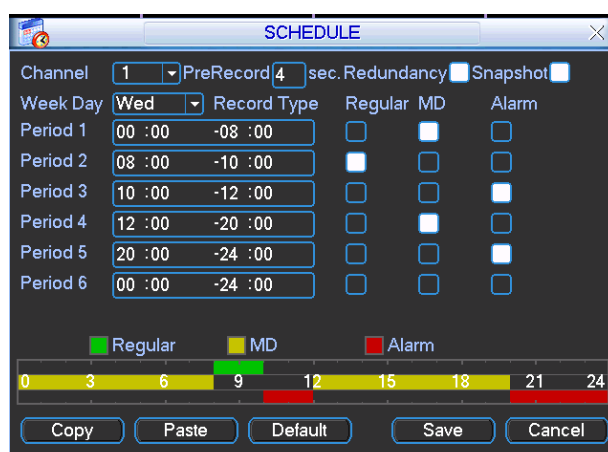 SCHEDULE
Channel 1 PreRecord 4 sec. Redundancy Snapshot
Week Day Wed Record Type Regular MD Alarm
Period 1 00 :00 -08 :00
Period 2 08 :00 -10 :00
Period 3 10 :00 -12 :00
Period 4 12 :00 -20 :00
Period 5 20 :00 -24 :00
Period 6 00 :00 -24 :00
Regular MD Alarm
0 3 6 9 12 15 18 21 24
Copy Paste Default Save Cancel